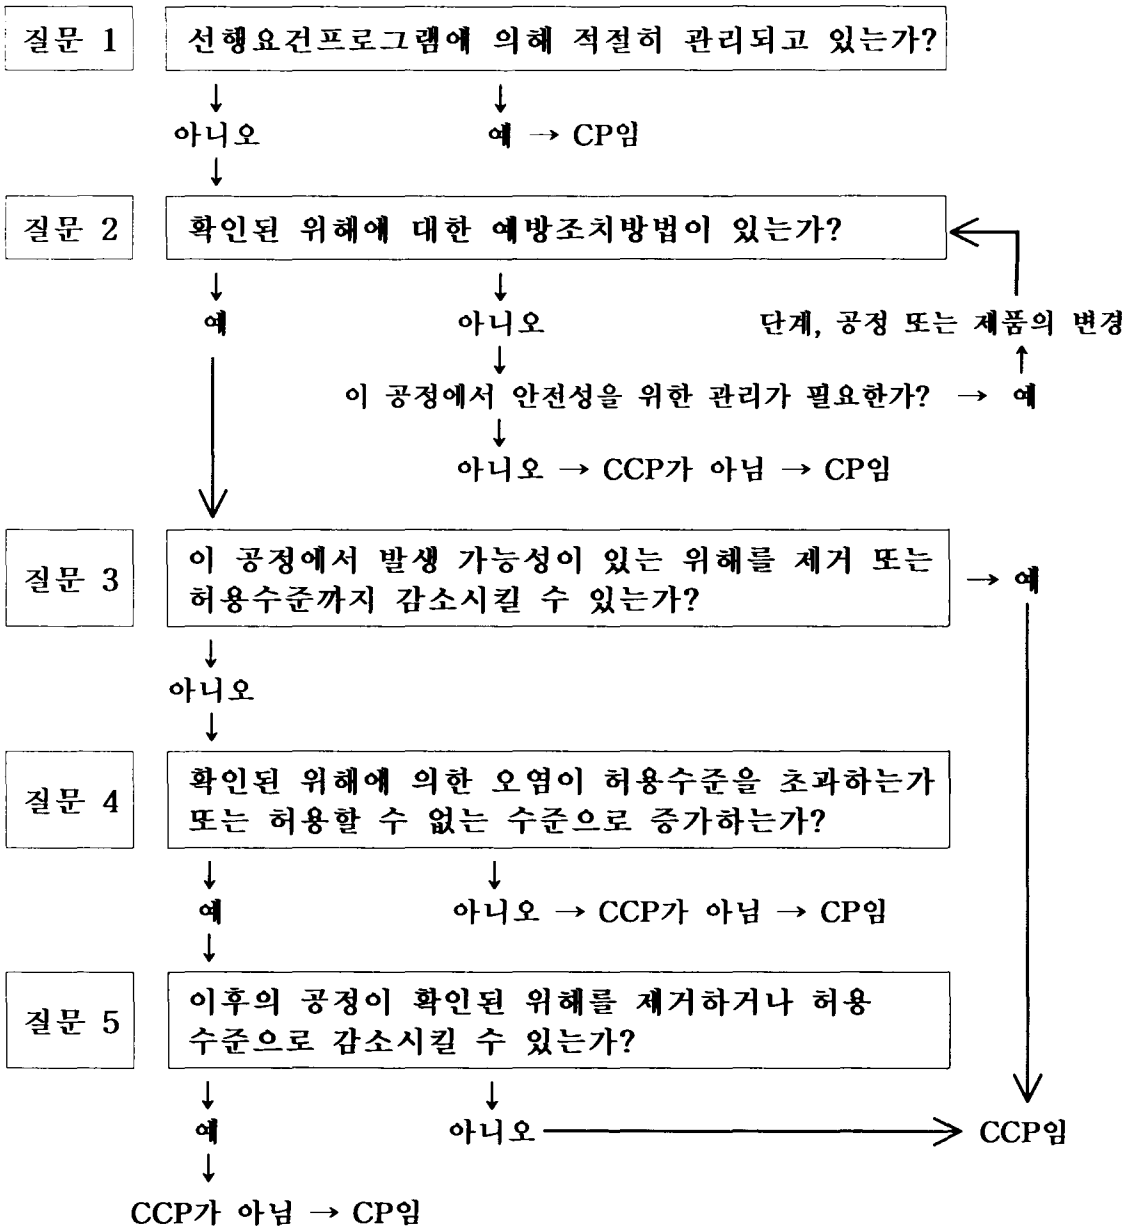 질문 1 선행요건프로그램에 의해 적절히 관리되고 있는가?
↓ ↓
아니오 예 → CP임
↓
질문 2 확인된 위해에 대한 예방조치방법이 있는가?
↓ ↓
예 아니오 단계, 공정 또는 제품의 변경
↓ ↑
이 공정에서 안전성을 위한 관리가 필요한가? → 예
↓
아니오 → CCP가 아님 → CP임
질문 3 이 공정에서 발생 가능성이 있는 위해를 제거 또는
허용수준까지 감소시킬 수 있는가? → 예
↓
아니오
↓
질문 4 확인된 위해에 의한 오염이 허용수준을 초과하는가
또는 허용할 수 없는 수준으로 증가하는가?
↓ ↓
예 아니오 → CCP가 아님 → CP임
↓
질문 5 이후의 공정이 확인된 위해를 제거하거나 허용
수준으로 감소시킬 수 있는가?
↓ ↓
예 아니오 → CCP임
↓
CCP가 아님 → CP임